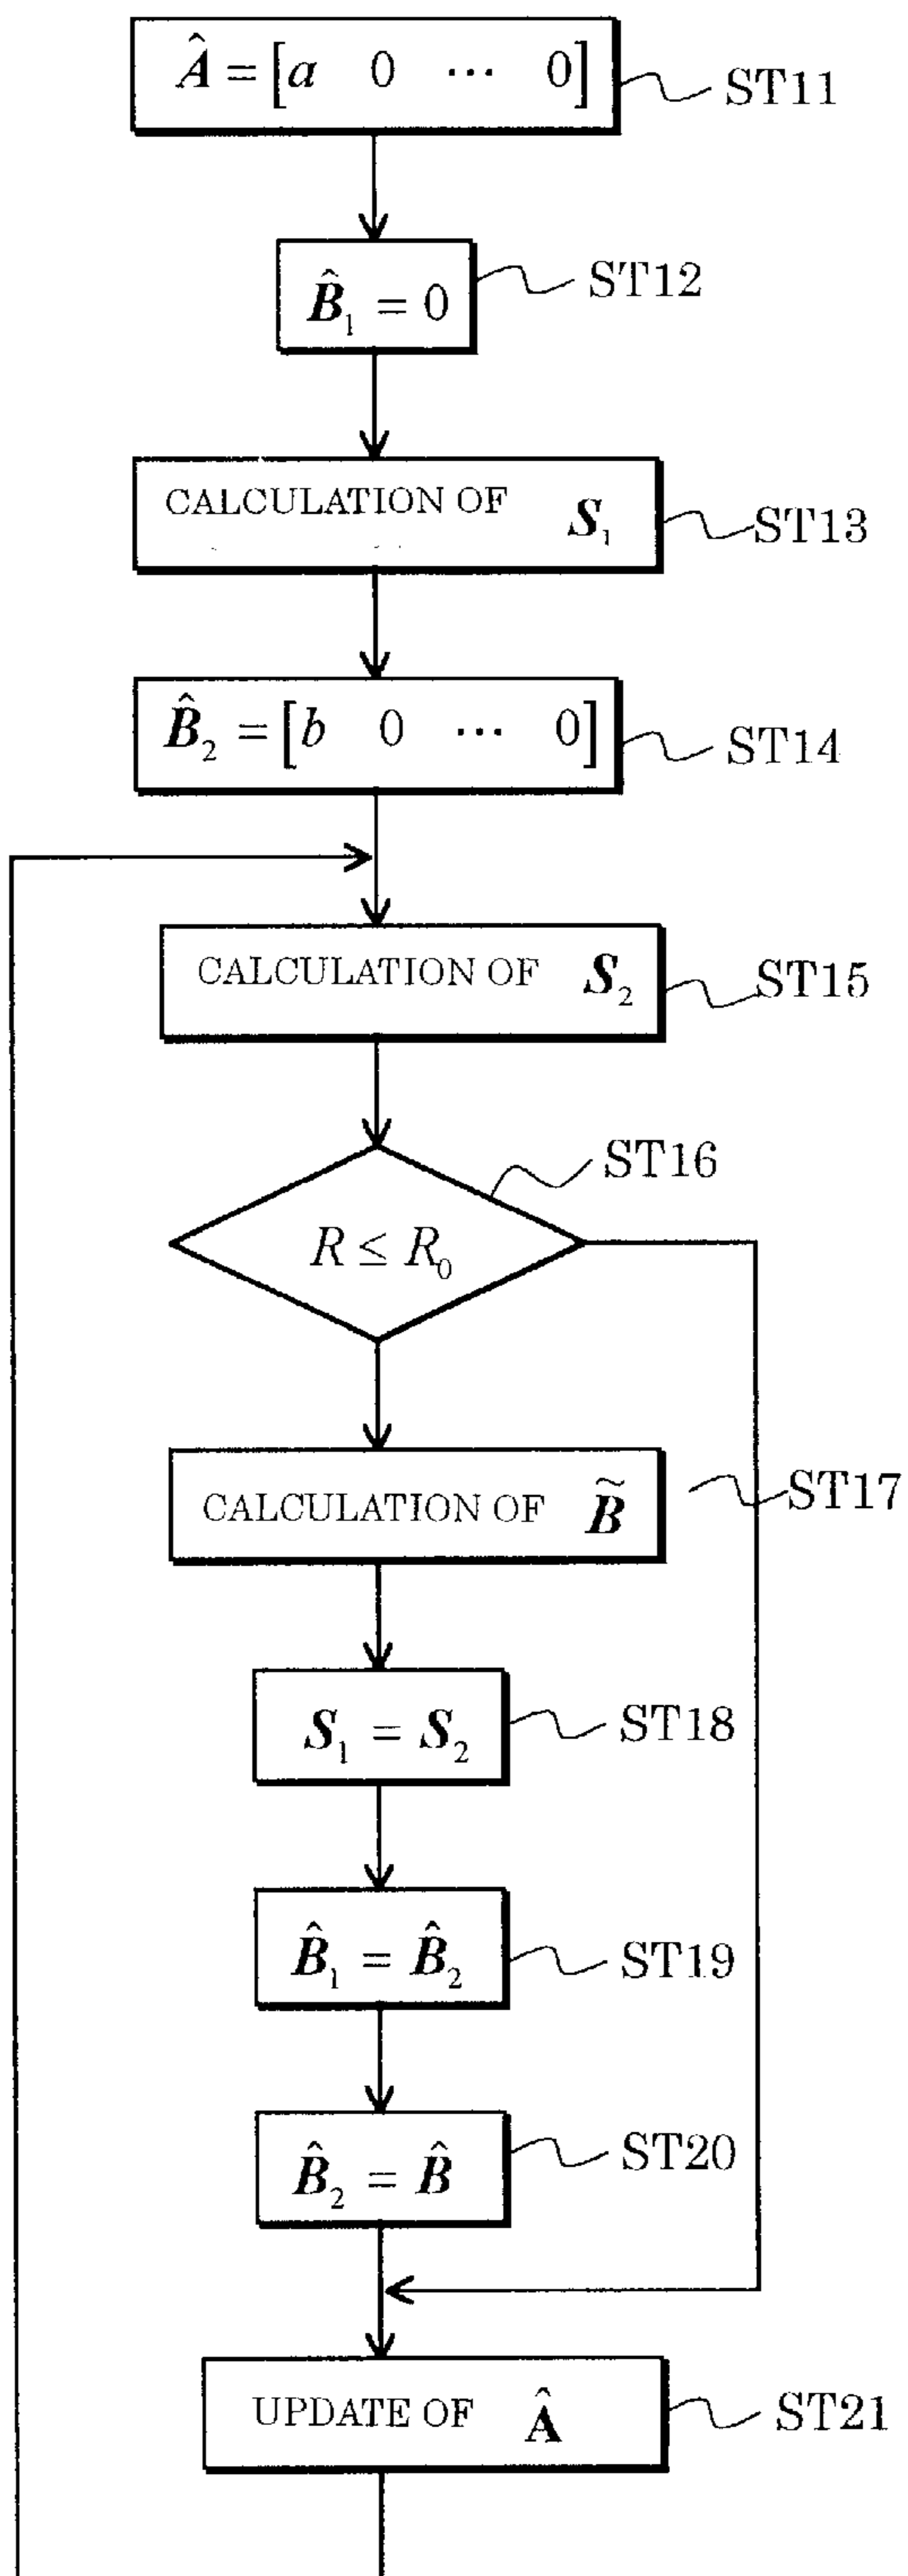 Â = [a 0 ⋯ 0] ST11
B̂₁ = 0 ST12
CALCULATION OF S₁ ST13
B̂₂ = [b 0 ⋯ 0] ST14
CALCULATION OF S₂ ST15
R ≤ R₀ ST16
CALCULATION OF B̃ ST17
S₁ = S₂ ST18
B̂₁ = B̂₂ ST19
B̂₂ = B̂ ST20
UPDATE OF Â ST21